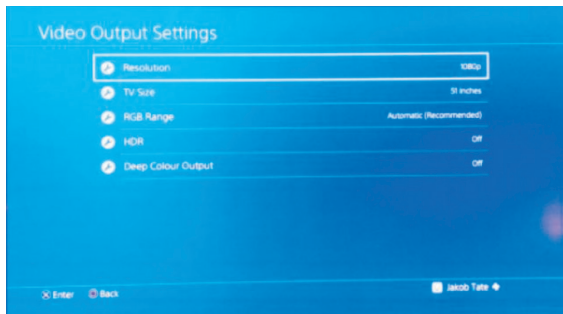 Video Output Settings
Resolution 1080p
TV Size 51 inches
RGB Range Automatic (Recommended)
HDR Off
Deep Colour Output Off
Enter Back Jakob Tate